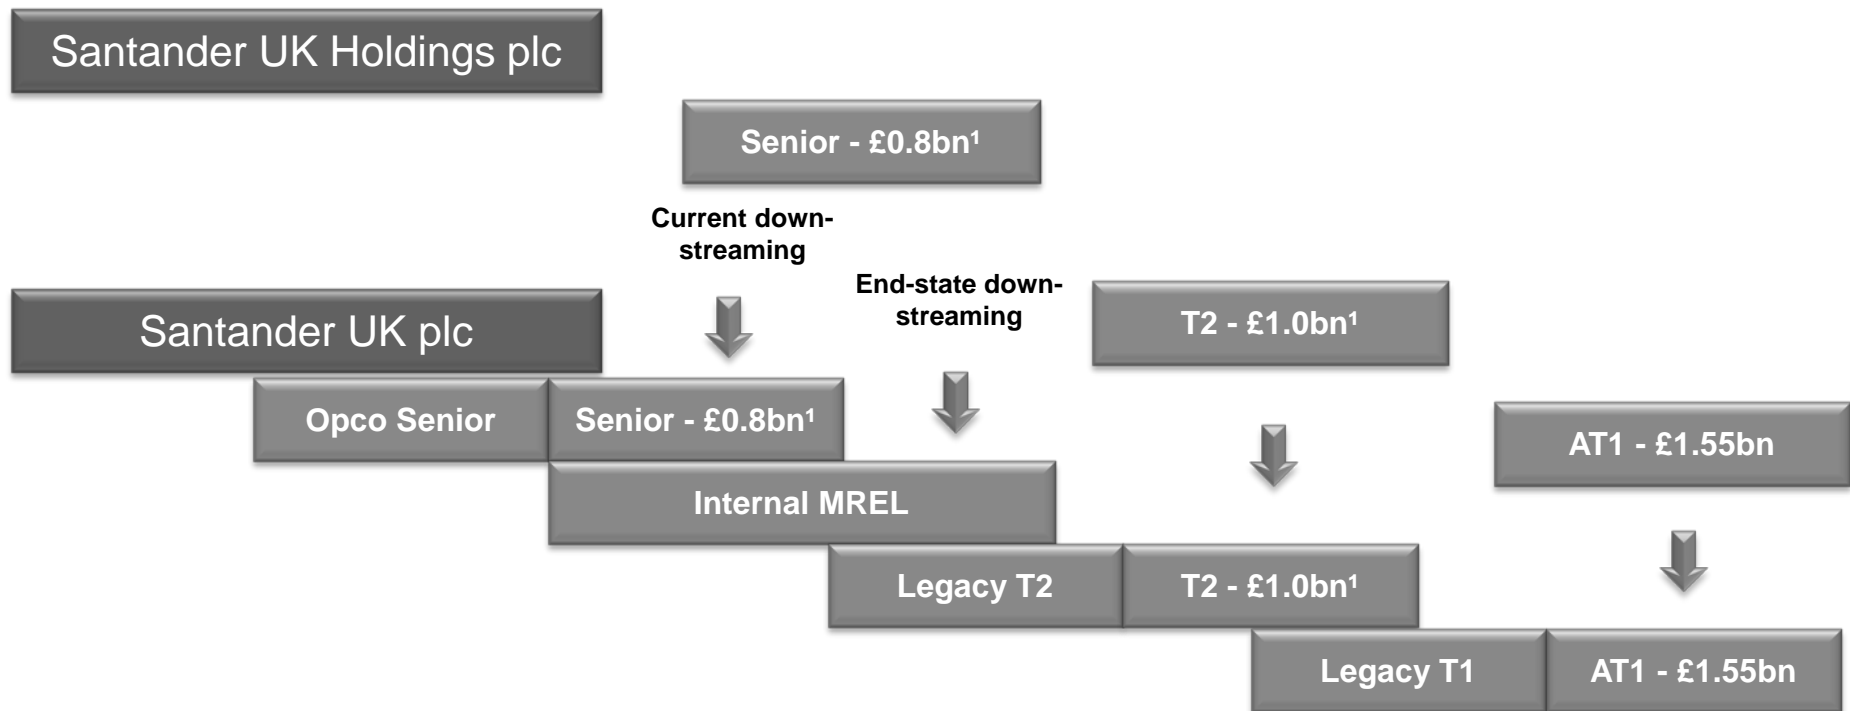 Santander UK Holdings plc
Senior - £0.8bn¹
Current down-
streaming
End-state down-
streaming
T2 - £1.0bn¹
Santander UK plc
Opco Senior
Senior - £0.8bn¹
AT1 - £1.55bn
Internal MREL
Legacy T2
T2 - £1.0bn¹
Legacy T1
AT1 - £1.55bn